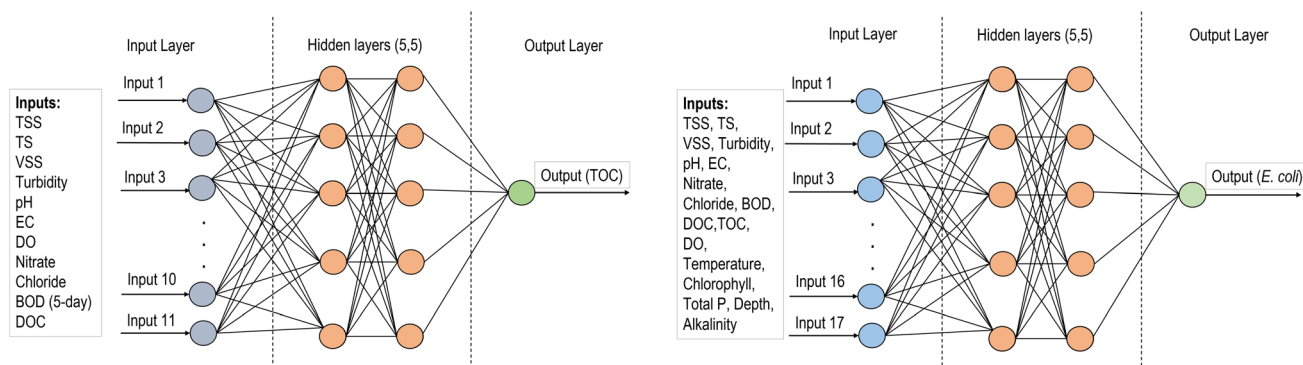 Input Layer
Hidden layers (5,5)
Output Layer
Inputs:
TSS
TS
VSS
Turbidity
pH
EC
DO
Nitrate
Chloride
BOD (5-day)
DOC
Input 1
Input 2
Input 3
.
.
.
Input 10
Input 11
Output (TOC)
Input Layer
Hidden layers (5,5)
Output Layer
Inputs:
TSS, TS,
VSS, Turbidity,
pH, EC,
Nitrate,
Chloride, BOD,
DOC,TOC,
DO,
Temperature,
Chlorophyll,
Total P, Depth,
Alkalinity
Input 1
Input 2
Input 3
.
.
.
Input 16
Input 17
Output (E. coli)